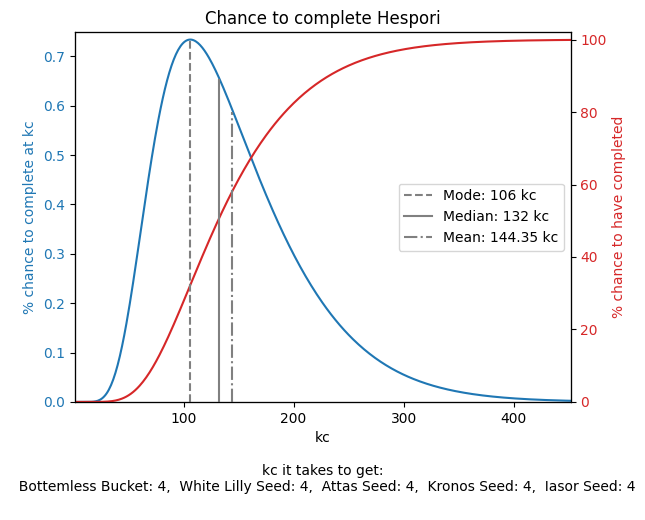 Chance to complete Hespori
% chance to complete at kc
0.7
0.6
0.5
0.4
0.3
0.2
0.1
0.0
100
80
60
40
20
0
% chance to have completed
Mode: 106 kc
Median: 132 kc
Mean: 144.35 kc
100 200 300 400
kc
kc it takes to get:
Bottemless Bucket: 4, White Lilly Seed: 4, Attas Seed: 4, Kronos Seed: 4, Iasor Seed: 4